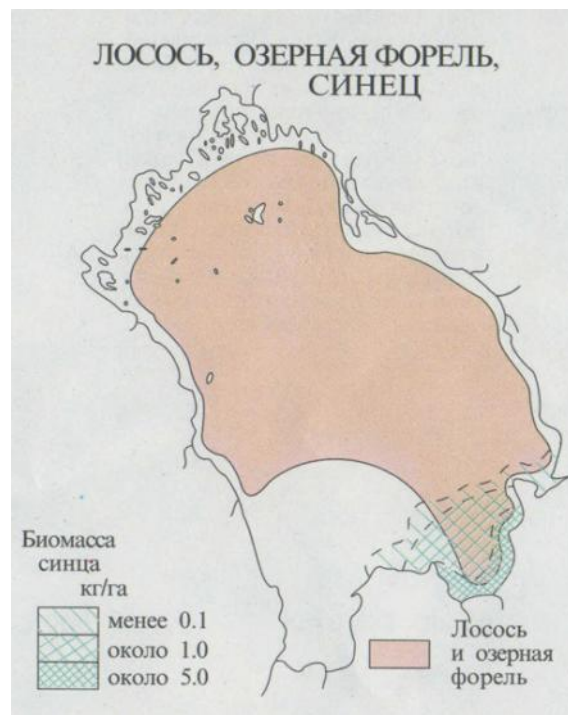 ЛОСОСЬ, ОЗЕРНАЯ ФОРЕЛЬ,
СИНЕЦ
Биомасса
синца
кг/га
менее 0.1
около 1.0
около 5.0
Лосось
и озерная
форель